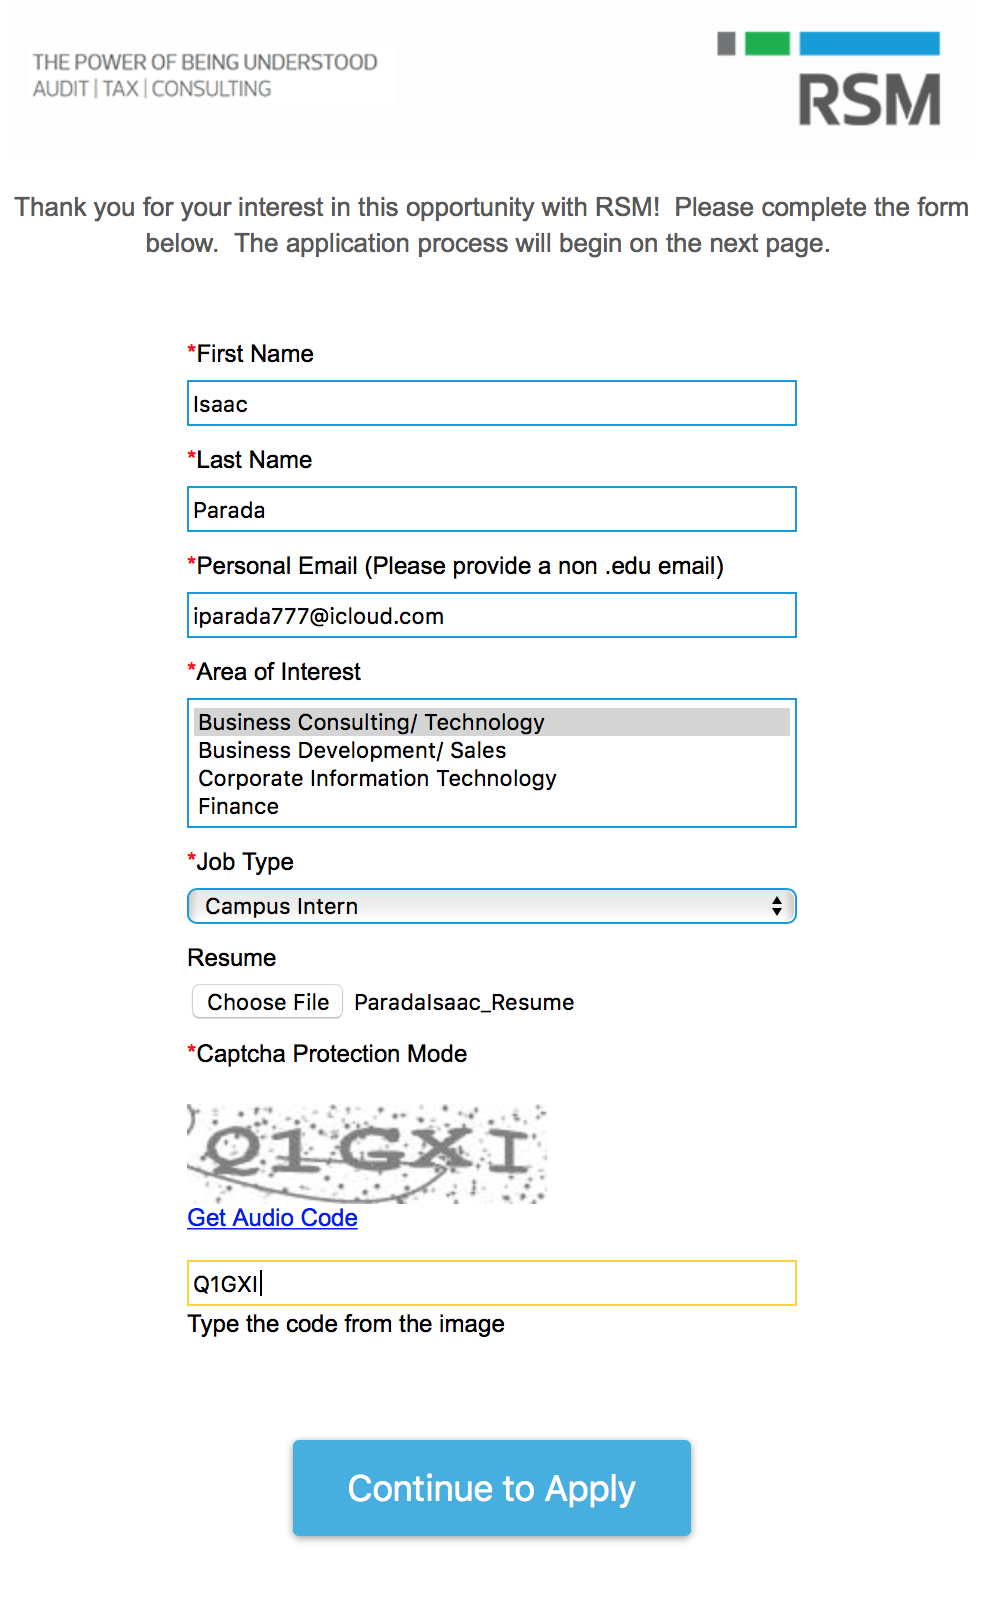 THE POWER OF BEING UNDERSTOOD
AUDIT | TAX | CONSULTING
RSM
Thank you for your interest in this opportunity with RSM!  Please complete the form
below.  The application process will begin on the next page.
*First Name
Isaac
*Last Name
Parada
*Personal Email (Please provide a non .edu email)
iparada777@icloud.com
*Area of Interest
Business Consulting/ Technology
Business Development/ Sales
Corporate Information Technology
Finance
*Job Type
Campus Intern
Resume
Choose File ParadaIsaac_Resume
*Captcha Protection Mode
Q1GXI
Get Audio Code
Q1GXI
Type the code from the image
Continue to Apply